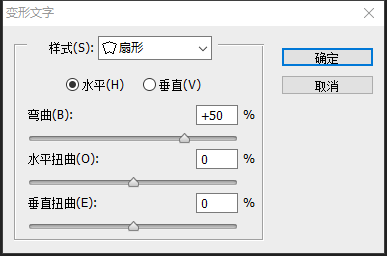 变形文字
样式(S): 扇形
水平(H) 垂直(V)
确定
取消
弯曲(B): +50 %
水平扭曲(O): 0 %
垂直扭曲(E): 0 %